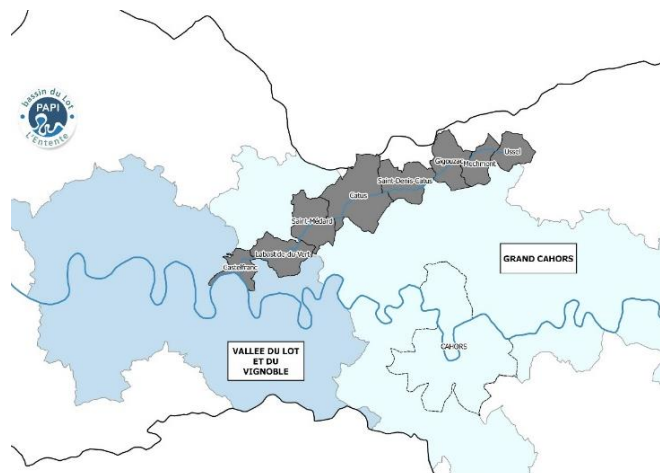 bassin du Lot
PAPI
L'Entente
Ussel
Gigouzac
Mechmont
Saint-Denis-Catus
Catus
Saint-Médard
Labastide du Vert
Castelfranc
GRAND CAHORS
CAHORS
VALLEE DU LOT
ET DU
VIGNOBLE